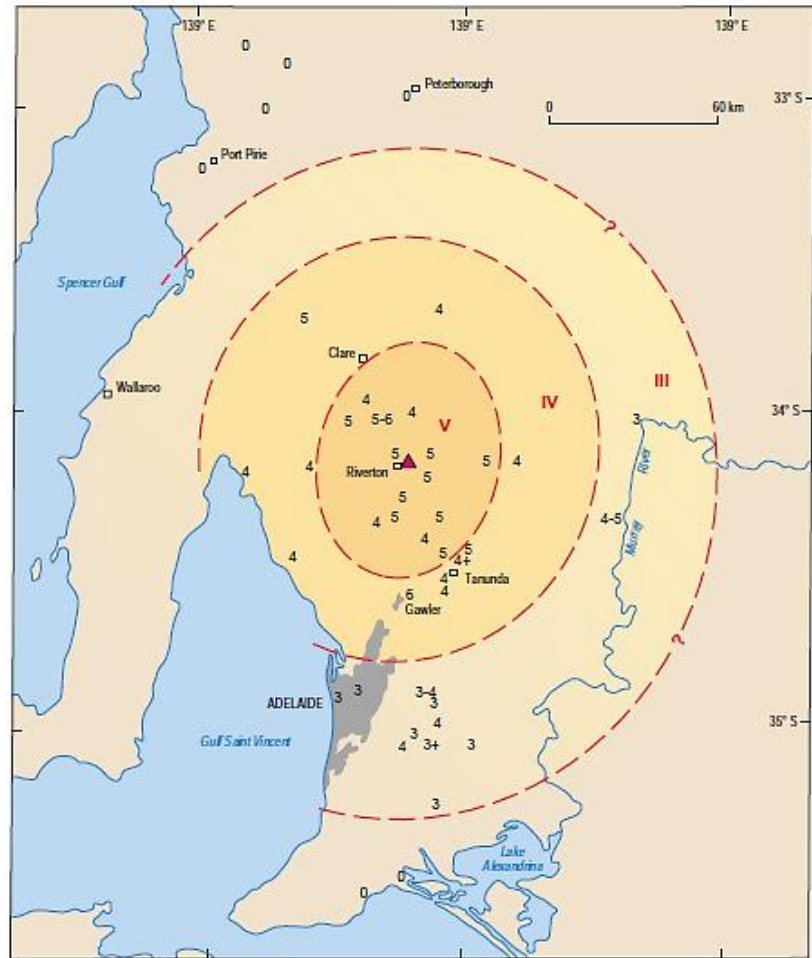 139° E 139° E 139° E
0
0
Peterborough
0
33° S
0 60 km
0
Port Pirie
0
?
Spencer Gulf
5
4
Clare
III
Wallaroo
4
IV
4
5
5-6
V
3
34° S
5
5
4
4
Riverton
5
4
5
River
5
4
5
5
4-5
4
Murray
5
4
5
4+
4
Tanunda
4
6
Gawler
?
3
3
3-4
ADELAIDE
3
4
35° S
Gulf Saint Vincent
3
4
3+
3
3
Lake
Alexandrina
0
0